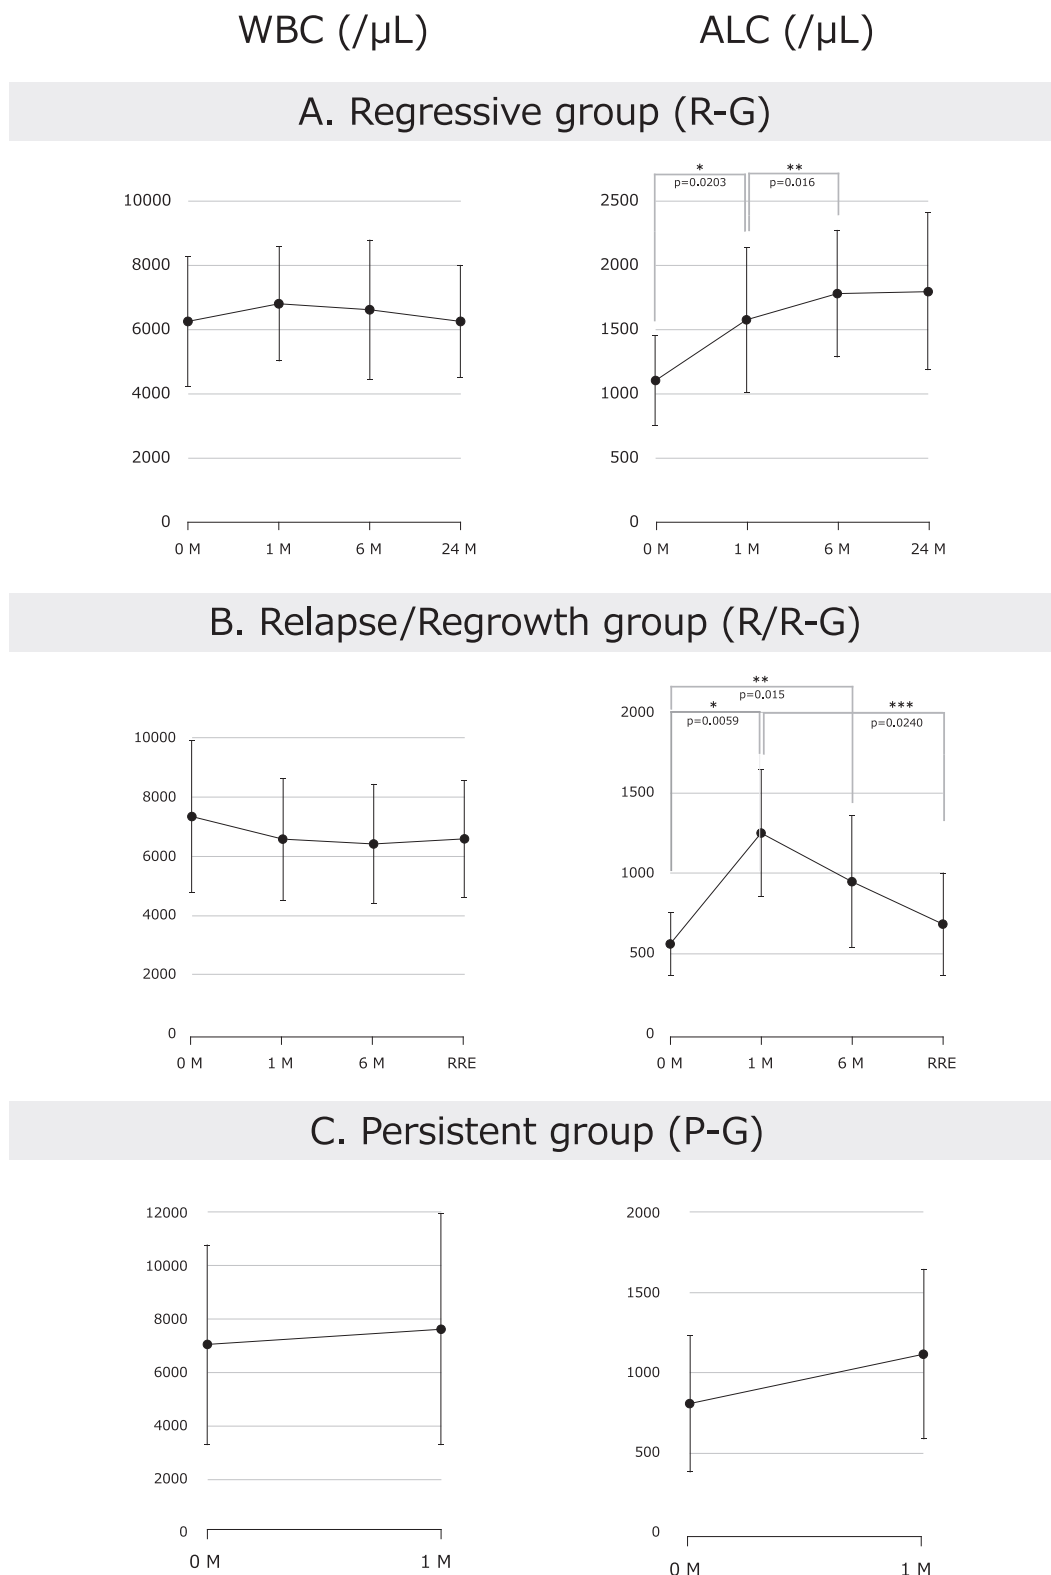 WBC (/μL)
ALC (/μL)
A. Regressive group (R-G)
10000
8000
6000
4000
2000
0
0 M
1 M
6 M
24 M
*
p=0.0203
**
p=0.016
2500
2000
1500
1000
500
0
0 M
1 M
6 M
24 M
B. Relapse/Regrowth group (R/R-G)
10000
8000
6000
4000
2000
0
0 M
1 M
6 M
RRE
**
p=0.015
*
p=0.0059
***
p=0.0240
2000
1500
1000
500
0
0 M
1 M
6 M
RRE
C. Persistent group (P-G)
12000
10000
8000
6000
4000
2000
0
0 M
1 M
2000
1500
1000
500
0
0 M
1 M